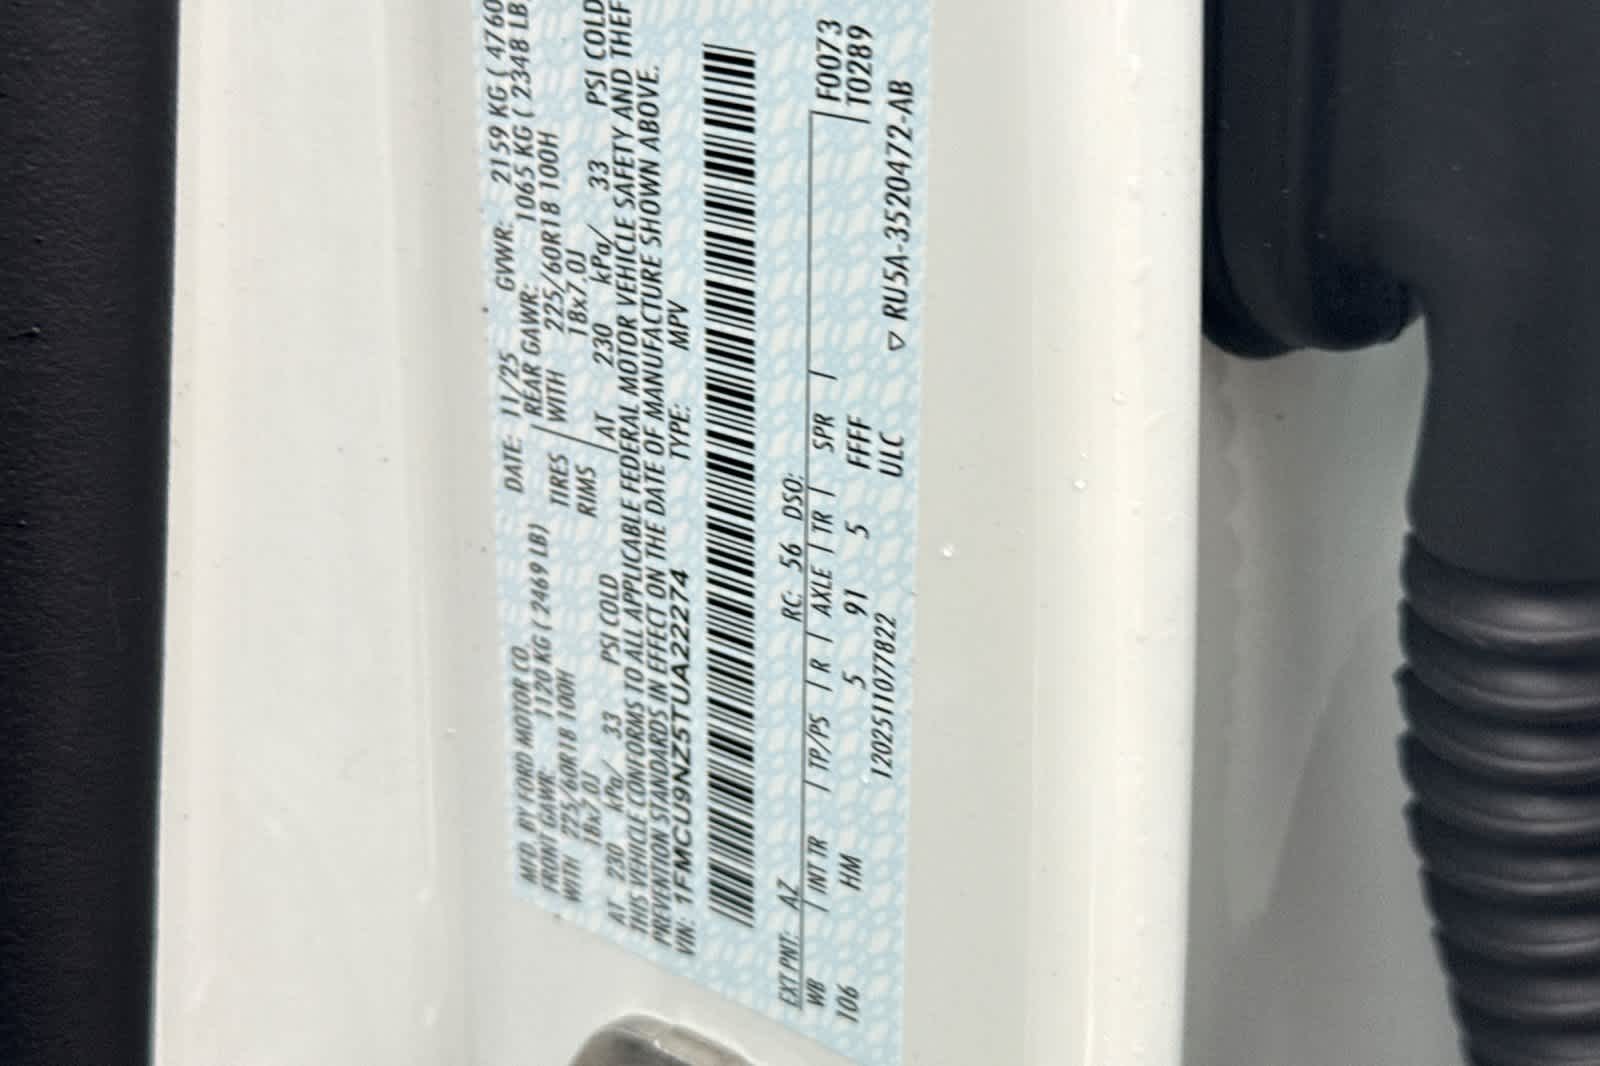 MFD. BY FORD MOTOR CO. DATE: 11/25 GVWR: 2159 KG ( 4760
FRONT GAWR: 1120 KG ( 2469 LB) REAR GAWR: 1065 KG ( 2348 LB
WITH 225/60R18 100H TIRES WITH 225/60R18 100H
18x7.0J RIMS 18x7.0J
AT 230 kPa/ 33 PSI COLD AT 230 kPa/ 33 PSI COLD
THIS VEHICLE CONFORMS TO ALL APPLICABLE FEDERAL MOTOR VEHICLE SAFETY AND THEF
PREVENTION STANDARDS IN EFFECT ON THE DATE OF MANUFACTURE SHOWN ABOVE.
VIN: 1FMCU9NZ5TUA22274 TYPE: MPV
EXT PNT: AZ RC: 56 DSO: F0073
WB INT TR TP/PS R AXLE TR SPR T0289
106 HM 5 91 5 FFF
1202511077822 ULC ▽ RU5A-3520472-AB